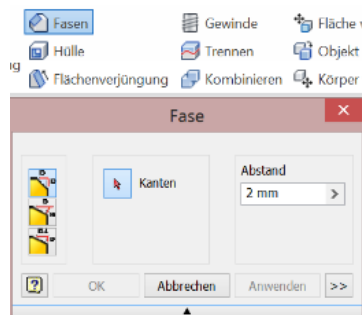 Fasen Gewinde Fläche
Hülle Trennen Objekt
g Flächenverjüngung Kombinieren Körper
Fase
Kanten
Abstand
2 mm
OK Abbrechen Anwenden >>